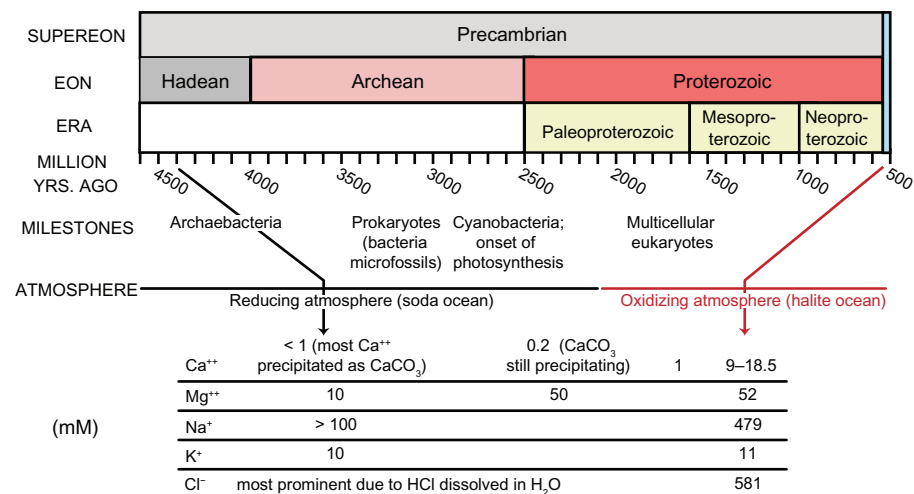 SUPEREON Precambrian
EON Hadean Archean Proterozoic
ERA Paleoproterozoic Mesopro-
terozoic Neopro-
terozoic
MILLION
YRS. AGO 4500 4000 3500 3000 2500 2000 1500 1000 500
MILESTONES Archaebacteria Prokaryotes
(bacteria
microfossils) Cyanobacteria;
onset of
photosynthesis Multicellular
eukaryotes
ATMOSPHERE
Reducing atmosphere (soda ocean) Oxidizing atmosphere (halite ocean)
Ca⁺⁺ < 1 (most Ca⁺⁺
precipitated as CaCO₃) 0.2 (CaCO₃
still precipitating) 1 9–18.5
Mg⁺⁺ 10 50 52
(mM) Na⁺ > 100 479
K⁺ 10 11
Cl⁻ most prominent due to HCl dissolved in H₂O 581